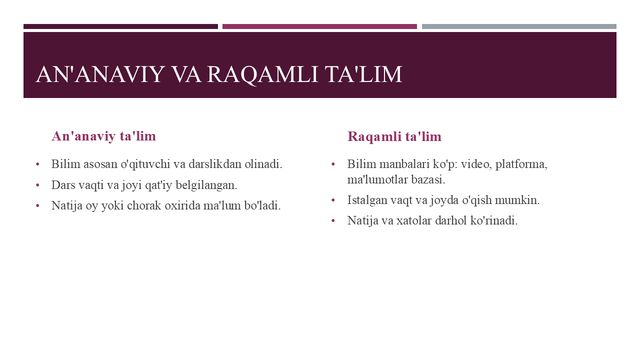 AN'ANAVIY VA RAQAMLI TA'LIM
An'anaviy ta'lim
• Bilim asosan o'qituvchi va darslikdan olinadi.
• Dars vaqti va joyi qat'iy belgilangan.
• Natija oy yoki chorak oxirida ma'lum bo'ladi.
Raqamli ta'lim
• Bilim manbalari ko'p: video, platforma,
ma'lumotlar bazasi.
• Istalgan vaqt va joyda o'qish mumkin.
• Natija va xatolar darhol ko'rinadi.